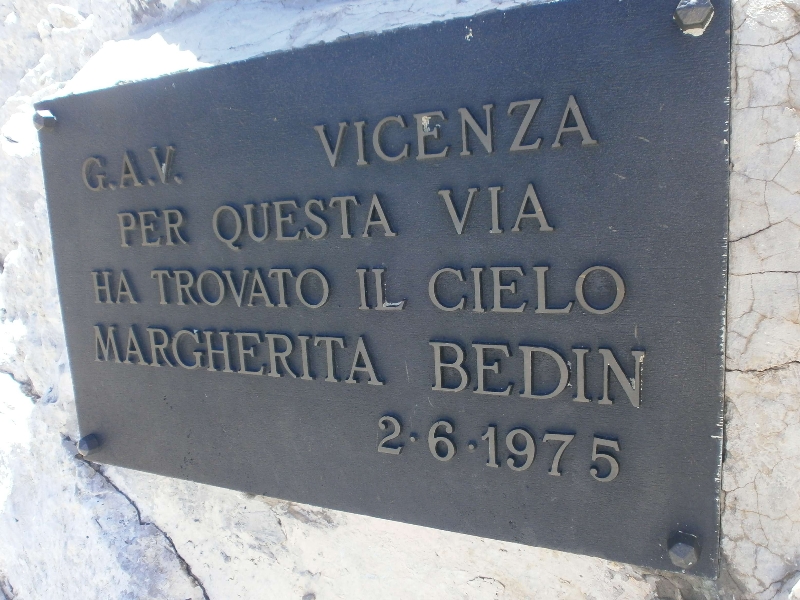 G.A.V. VICENZA
PER QUESTA VIA
HA TROVATO IL CIELO
MARGHERITA BEDIN
2·6·1975